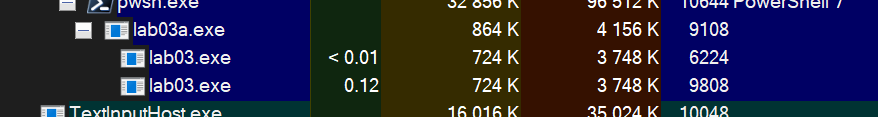 pwsh.exe 32 856 K 96 512 K 10644 PowerShell 7
lab03a.exe 864 K 4 156 K 9108
lab03.exe < 0.01 724 K 3 748 K 6224
lab03.exe 0.12 724 K 3 748 K 9808
TextInputHost.exe 16 016 K 35 024 K 10048